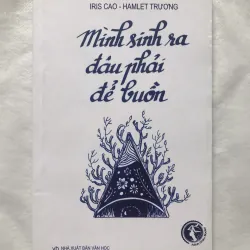 IRIS CAO - HAMLET TRƯƠNG
Mình sinh ra
đâu phải
để buồn
NHÀ XUẤT BẢN VĂN HỌC